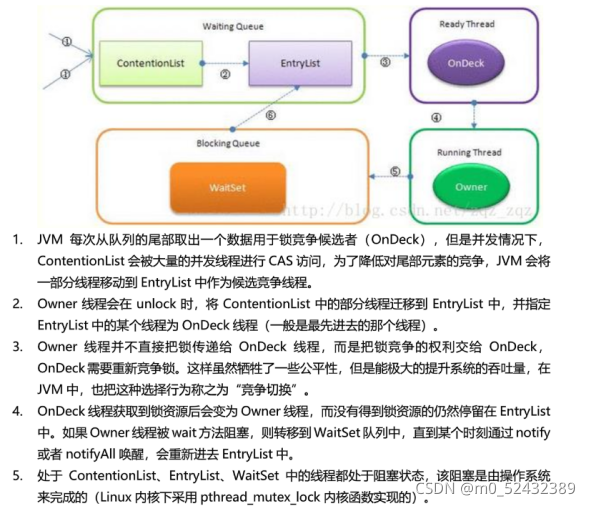 Waiting Queue
Ready Thread
①
①
ContentionList
②
EntryList
③
OnDeck
⑥
④
Blocking Queue
Running Thread
WaitSet
⑤
Owner
http://blog.csdn.net/zqz_zqz
1. JVM 每次从队列的尾部取出一个数据用于锁竞争候选者（OnDeck），但是并发情况下，
ContentionList 会被大量的并发线程进行 CAS 访问，为了降低对尾部元素的竞争，JVM 会将
一部分线程移动到 EntryList 中作为候选竞争线程。
2. Owner 线程会在 unlock 时，将 ContentionList 中的部分线程迁移到 EntryList 中，并指定
EntryList 中的某个线程为 OnDeck 线程（一般是最先进去的那个线程）。
3. Owner 线程并不直接把锁传递给 OnDeck 线程，而是把锁竞争的权利交给 OnDeck，
OnDeck 需要重新竞争锁。这样虽然牺牲了一些公平性，但是能极大的提升系统的吞吐量，在
JVM 中，也把这种选择行为称之为“竞争切换”。
4. OnDeck 线程获取到锁资源后会变为 Owner 线程，而没有得到锁资源的仍然停留在 EntryList
中。如果 Owner 线程被 wait 方法阻塞，则转移到 WaitSet 队列中，直到某个时刻通过 notify
或者 notifyAll 唤醒，会重新进去 EntryList 中。
5. 处于 ContentionList、EntryList、WaitSet 中的线程都处于阻塞状态，该阻塞是由操作系统
来完成的（Linux 内核下采用 pthread_mutex_lock 内核函数实现的）。
CSDN @m0_52432389